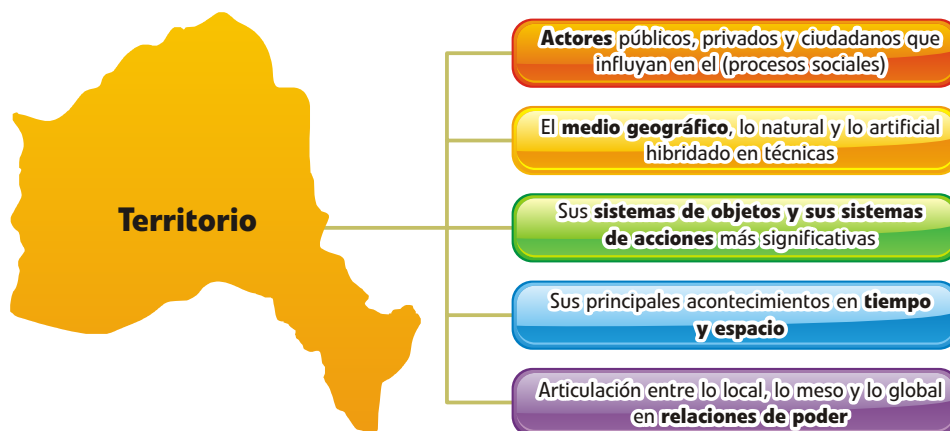 Territorio
Actores públicos, privados y ciudadanos que
influyan en el (procesos sociales)
El medio geográfico, lo natural y lo artificial
hibridado en técnicas
Sus sistemas de objetos y sus sistemas
de acciones más significativas
Sus principales acontecimientos en tiempo
y espacio
Articulación entre lo local, lo meso y lo global
en relaciones de poder